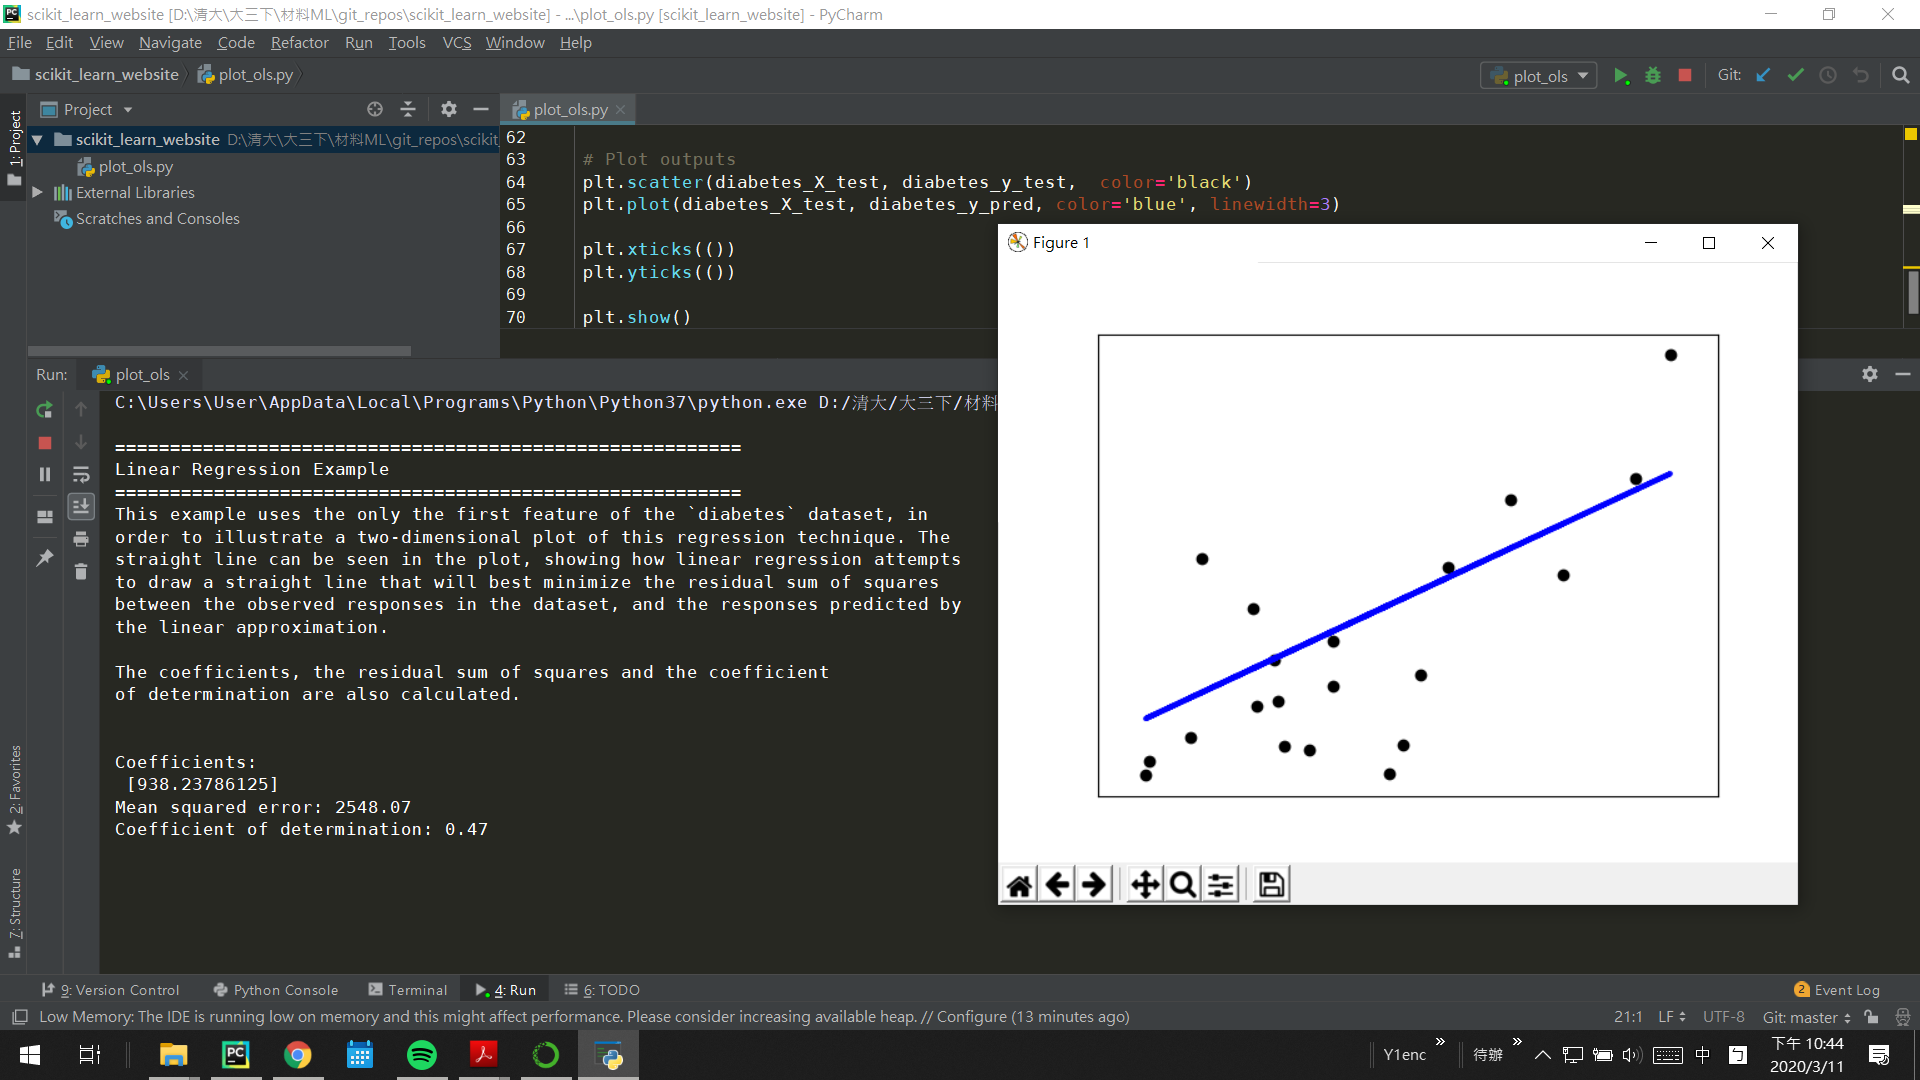 scikit_learn_website [D:\清大\大三下\材料ML\git_repos\scikit_learn_website] - ...\plot_ols.py [scikit_learn_website] - PyCharm
File Edit View Navigate Code Refactor Run Tools VCS Window Help
scikit_learn_website plot_ols.py
plot_ols Git:
Project
plot_ols.py
1: Project
scikit_learn_website D:\清大\大三下\材料ML\git_repos\scikit
plot_ols.py
External Libraries
Scratches and Consoles
62
63 # Plot outputs
64 plt.scatter(diabetes_X_test, diabetes_y_test,  color='black')
65 plt.plot(diabetes_X_test, diabetes_y_pred, color='blue', linewidth=3)
66
67 plt.xticks(())
68 plt.yticks(())
69
70 plt.show()
Figure 1
Run: plot_ols
C:\Users\User\AppData\Local\Programs\Python\Python37\python.exe D:/清大/大三下/材料
=========================================================
Linear Regression Example
=========================================================
This example uses the only the first feature of the `diabetes` dataset, in
order to illustrate a two-dimensional plot of this regression technique. The
straight line can be seen in the plot, showing how linear regression attempts
to draw a straight line that will best minimize the residual sum of squares
between the observed responses in the dataset, and the responses predicted by
the linear approximation.
The coefficients, the residual sum of squares and the coefficient
of determination are also calculated.
Coefficients:
[938.23786125]
Mean squared error: 2548.07
Coefficient of determination: 0.47
2: Favorites
7: Structure
9: Version Control Python Console Terminal 4: Run 6: TODO
2 Event Log
Low Memory: The IDE is running low on memory and this might affect performance. Please consider increasing available heap. // Configure (13 minutes ago)
21:1 LF UTF-8 Git: master
Y1enc » 待辦 » 中 ㄅ
下午 10:44
2020/3/11